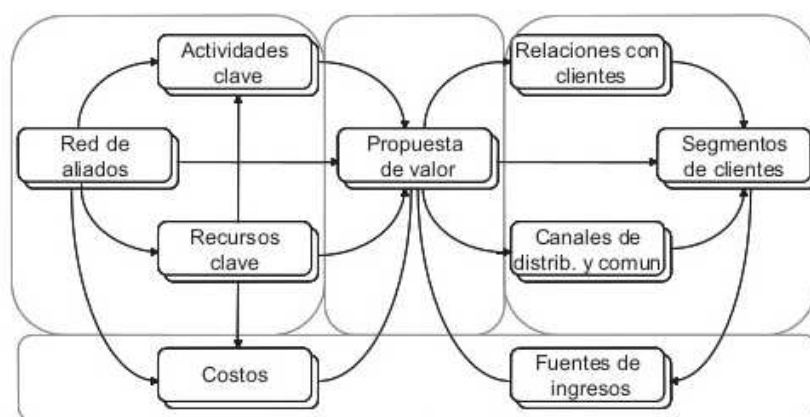 Actividades
clave
Relaciones con
clientes
Red de
aliados
Propuesta
de valor
Segmentos
de clientes
Recursos
clave
Canales de
distrib. y comun
Costos
Fuentes de
ingresos